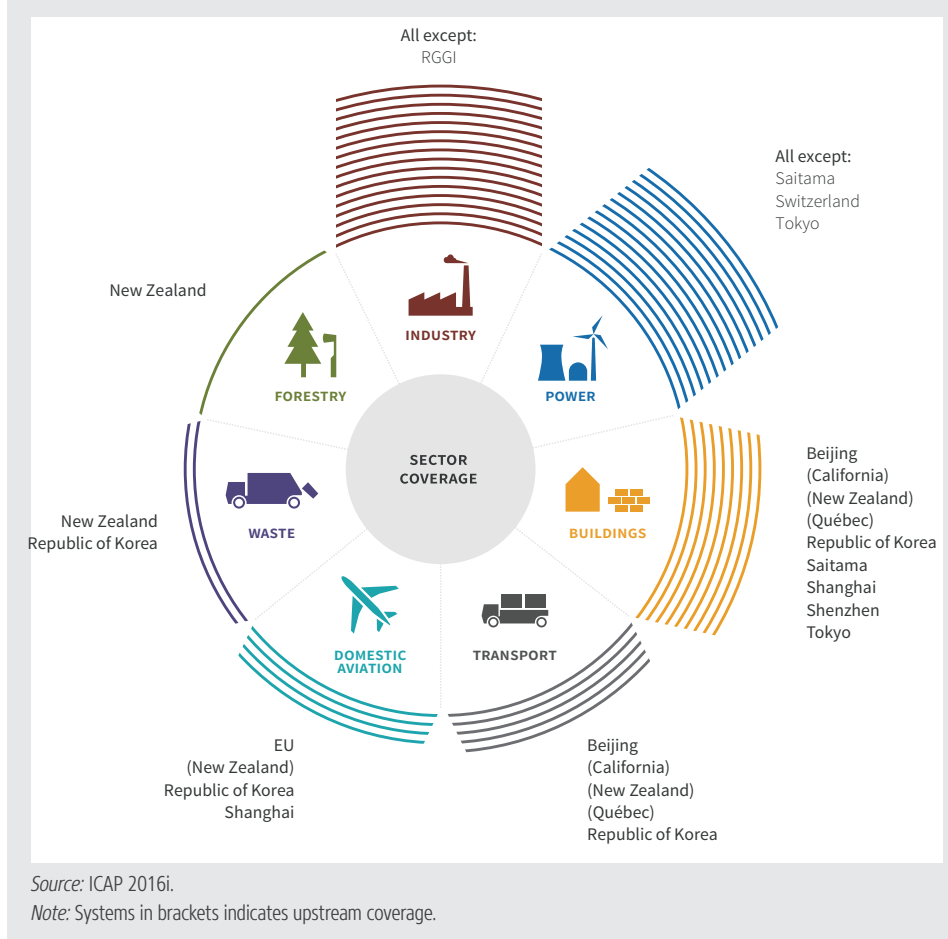 All except:
RGGI
All except:
Saitama
Switzerland
Tokyo
New Zealand
INDUSTRY
FORESTRY
POWER
SECTOR
COVERAGE
Beijing
(California)
(New Zealand)
(Québec)
Republic of Korea
Saitama
Shanghai
Shenzhen
Tokyo
New Zealand
Republic of Korea
WASTE
BUILDINGS
DOMESTIC
AVIATION
TRANSPORT
EU
(New Zealand)
Republic of Korea
Shanghai
Beijing
(California)
(New Zealand)
(Québec)
Republic of Korea
Source: ICAP 2016i.
Note: Systems in brackets indicates upstream coverage.